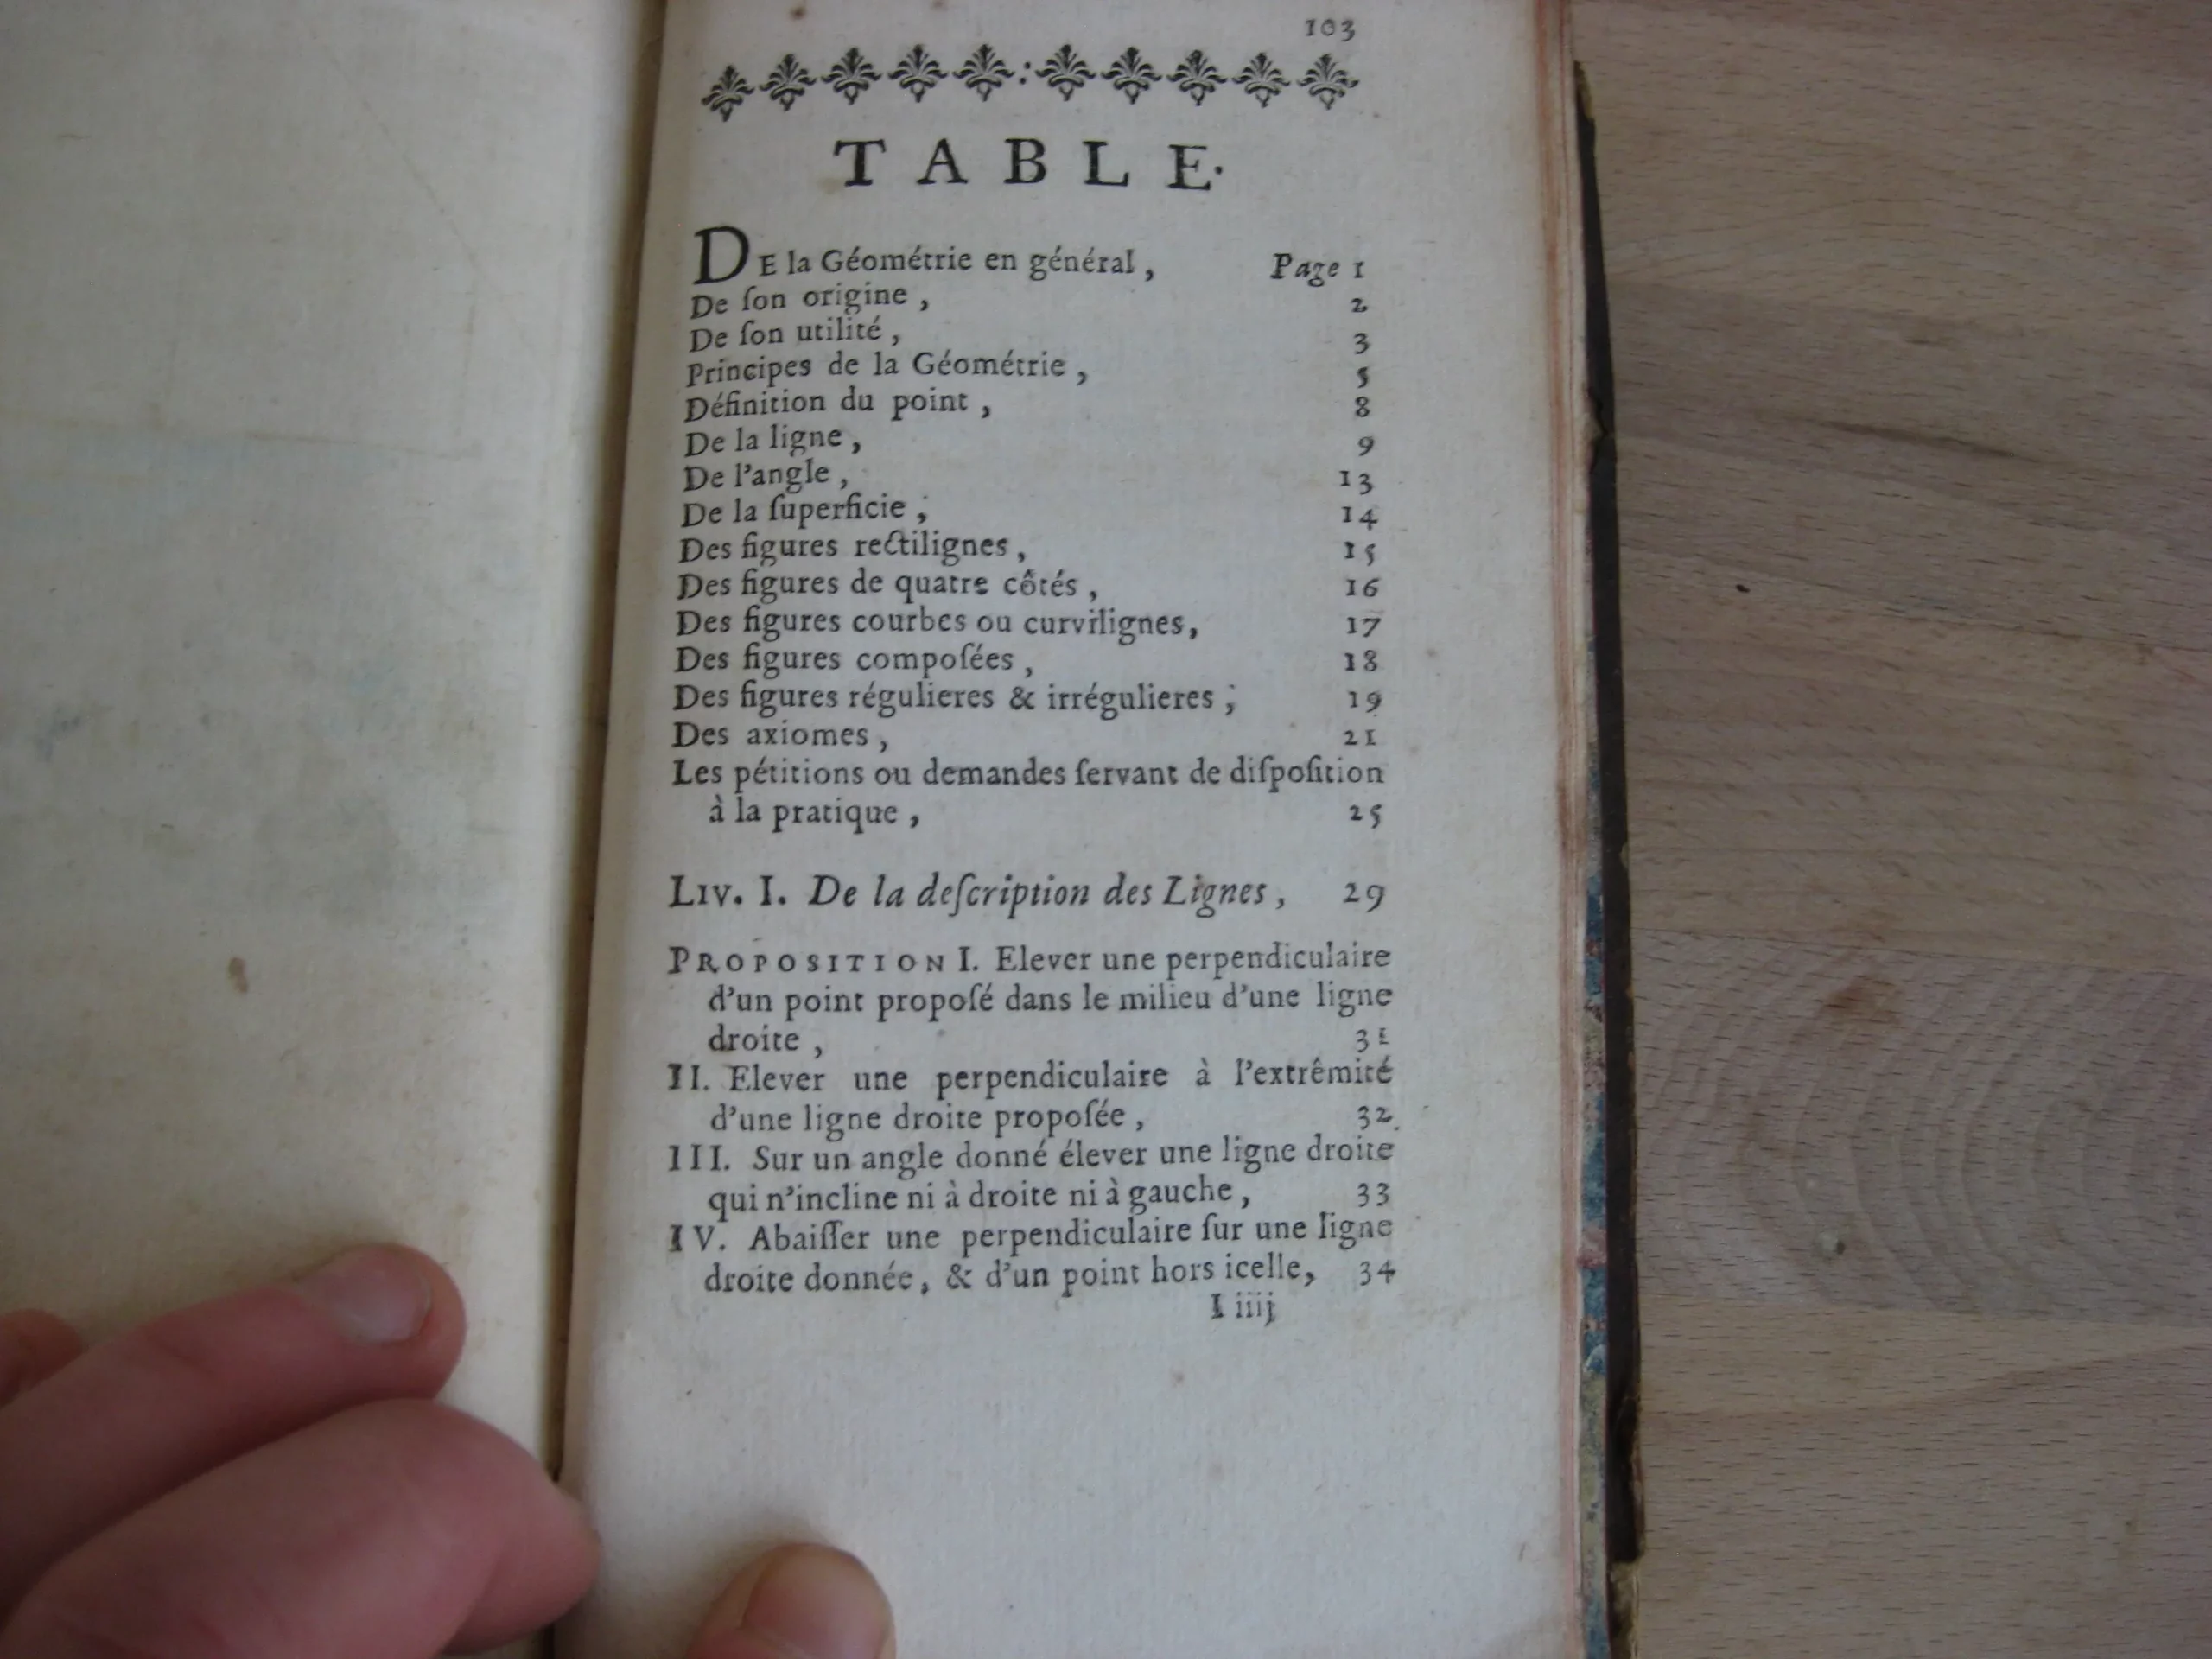 103
TABLE.
DE la Géométrie en général, Page 1
De ſon origine, 2
De ſon utilité, 3
Principes de la Géométrie, 5
Définition du point, 8
De la ligne, 9
De l'angle, 13
De la ſuperficie, 14
Des figures rectilignes, 15
Des figures de quatre côtés, 16
Des figures courbes ou curvilignes, 17
Des figures compoſées, 18
Des figures régulieres & irrégulieres; 19
Des axiomes, 21
Les pétitions ou demandes ſervant de diſpoſition
à la pratique, 25
LIV. I. De la deſcription des Lignes, 29
PROPOSITION I. Elever une perpendiculaire
d'un point propoſé dans le milieu d'une ligne
droite, 31
II. Elever une perpendiculaire à l'extrêmité
d'une ligne droite propoſée, 32
III. Sur un angle donné élever une ligne droite
qui n'incline ni à droite ni à gauche, 33
IV. Abaiſſer une perpendiculaire ſur une ligne
droite donnée, & d'un point hors icelle, 34
I iiij